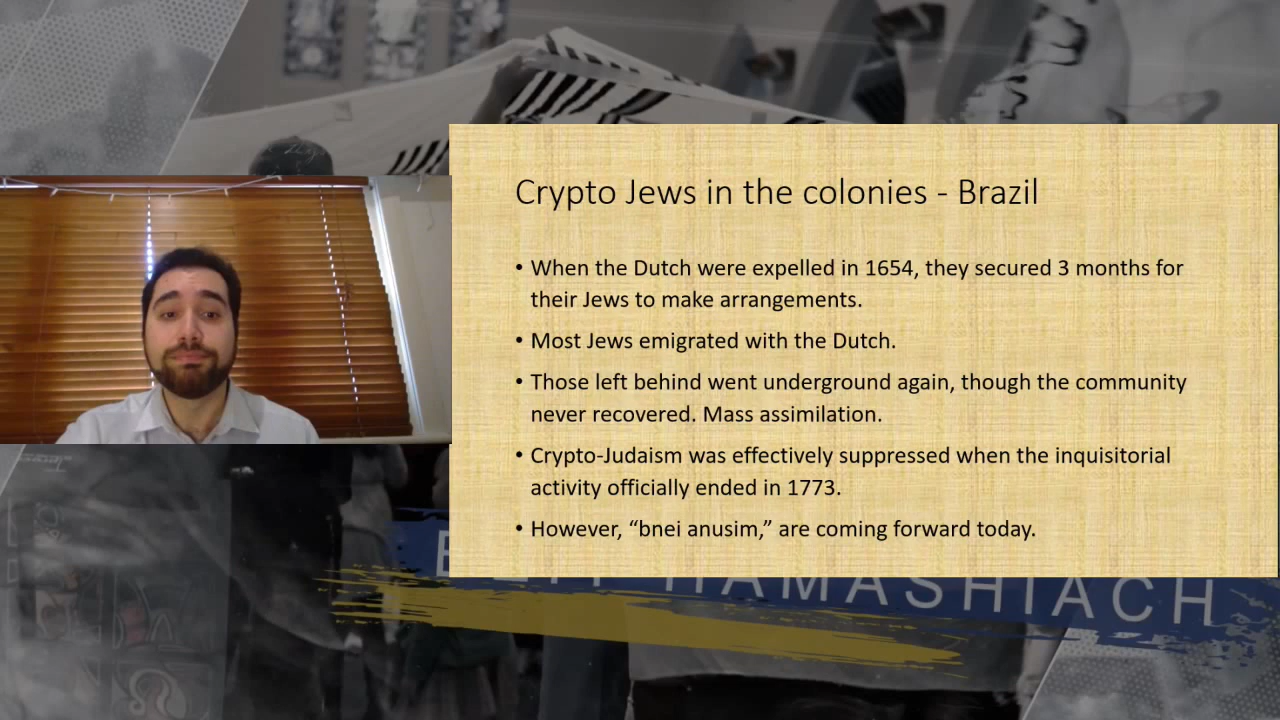 Crypto Jews in the colonies - Brazil
• When the Dutch were expelled in 1654, they secured 3 months for
their Jews to make arrangements.
• Most Jews emigrated with the Dutch.
• Those left behind went underground again, though the community
never recovered. Mass assimilation.
• Crypto-Judaism was effectively suppressed when the inquisitorial
activity officially ended in 1773.
• However, “bnei anusim,” are coming forward today.
HAMASHIACH